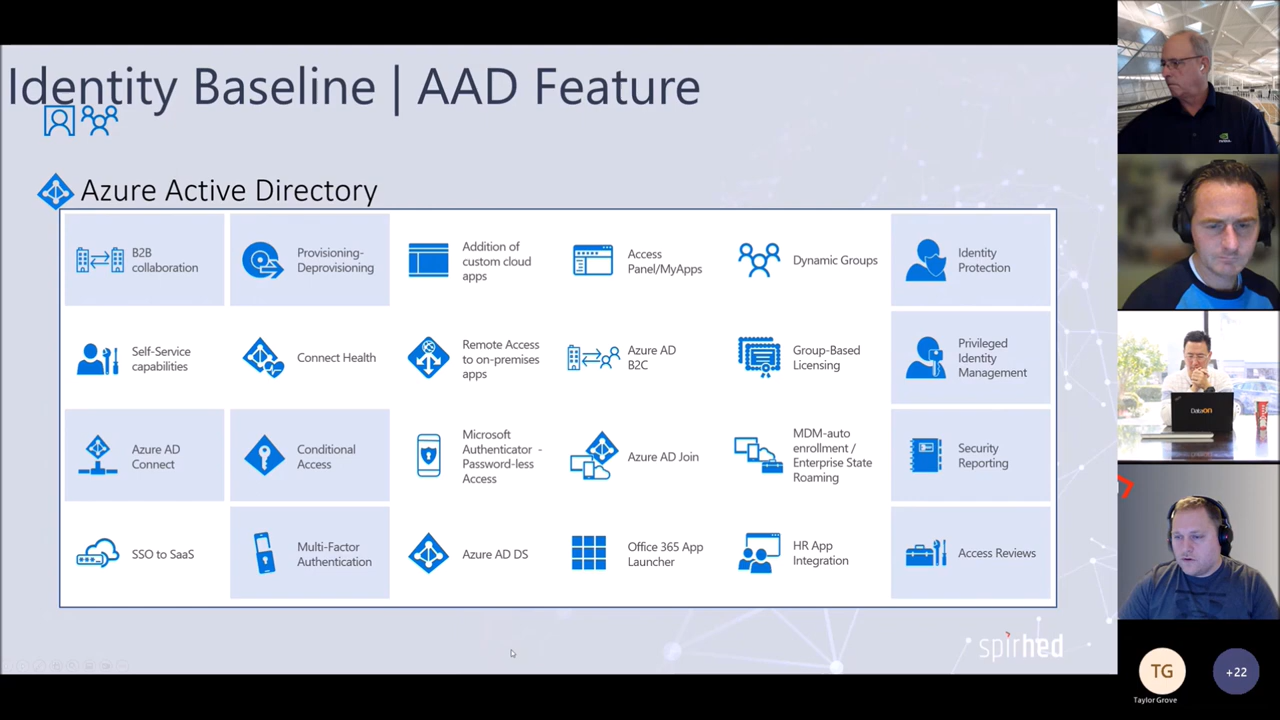 Identity Baseline | AAD Feature
Azure Active Directory
B2B
collaboration
Provisioning-
Deprovisioning
Addition of
custom cloud
apps
Access
Panel/MyApps
Dynamic Groups
Identity
Protection
Self-Service
capabilities
Connect Health
Remote Access
to on-premises
apps
Azure AD
B2C
Group-Based
Licensing
Privileged
Identity
Management
Azure AD
Connect
Conditional
Access
Microsoft
Authenticator -
Password-less
Access
Azure AD Join
MDM-auto
enrollment /
Enterprise State
Roaming
Security
Reporting
SSO to SaaS
Multi-Factor
Authentication
Azure AD DS
Office 365 App
Launcher
HR App
Integration
Access Reviews
spirhed
DataON
TG
+22
Taylor Grove